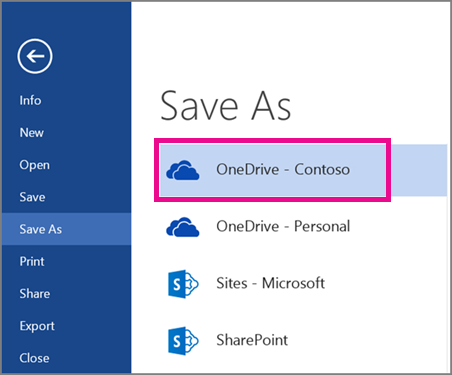 Info
New
Open
Save
Save As
Print
Share
Export
Close
Save As
OneDrive - Contoso
OneDrive - Personal
Sites - Microsoft
SharePoint